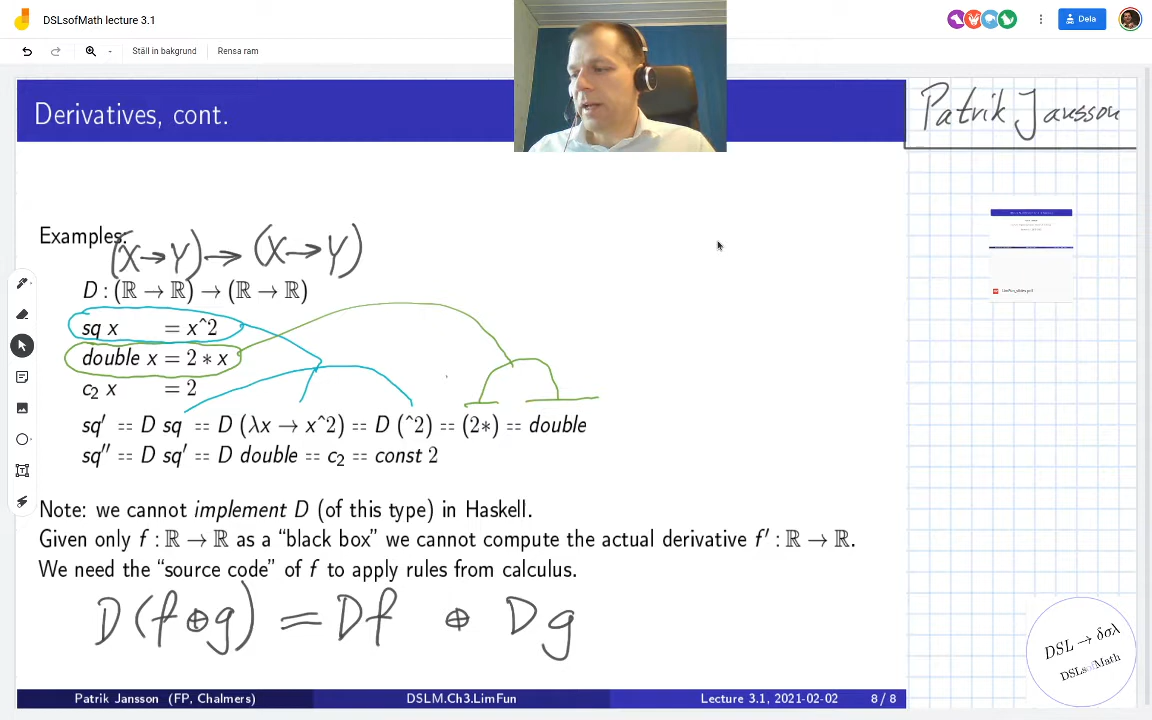 DSLsofMath lecture 3.1
Dela
Ställ in bakgrund
Rensa ram
Derivatives, cont.
Patrik Jansson
Examples:
(X→Y)→(X→Y)
D : (ℝ → ℝ) → (ℝ → ℝ)
sq x = x^2
double x = 2 * x
c₂ x = 2
sq′ == D sq == D (λx → x^2) == D (^2) == (2*) == double
sq″ == D sq′ == D double == c₂ == const 2
Note: we cannot implement D (of this type) in Haskell.
Given only f : ℝ → ℝ as a “black box” we cannot compute the actual derivative f′ : ℝ → ℝ.
We need the “source code” of f to apply rules from calculus.
D(f⊕g) = Df ⊕ Dg
DSL → δσλ
DSLsofMath
Patrik Jansson (FP, Chalmers)
DSLM.Ch3.LimFun
Lecture 3.1, 2021-02-02
8 / 8